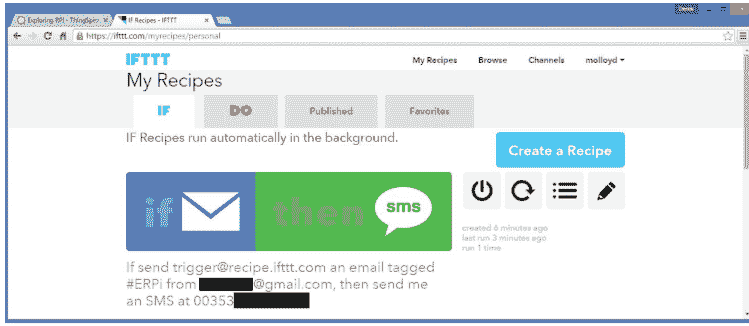 Exploring RPi - ThingSpe
IF Recipes - IFTTT
https://ifttt.com/myrecipes/personal
IFTTT
My Recipes Browse Channels molloyd
My Recipes
IF DO Published Favorites
IF Recipes run automatically in the background.
Create a Recipe
if then sms
created 6 minutes ago
last run 3 minutes ago
run 1 time
If send trigger@recipe.ifttt.com an email tagged
#ERPi from @gmail.com, then send me
an SMS at 00353